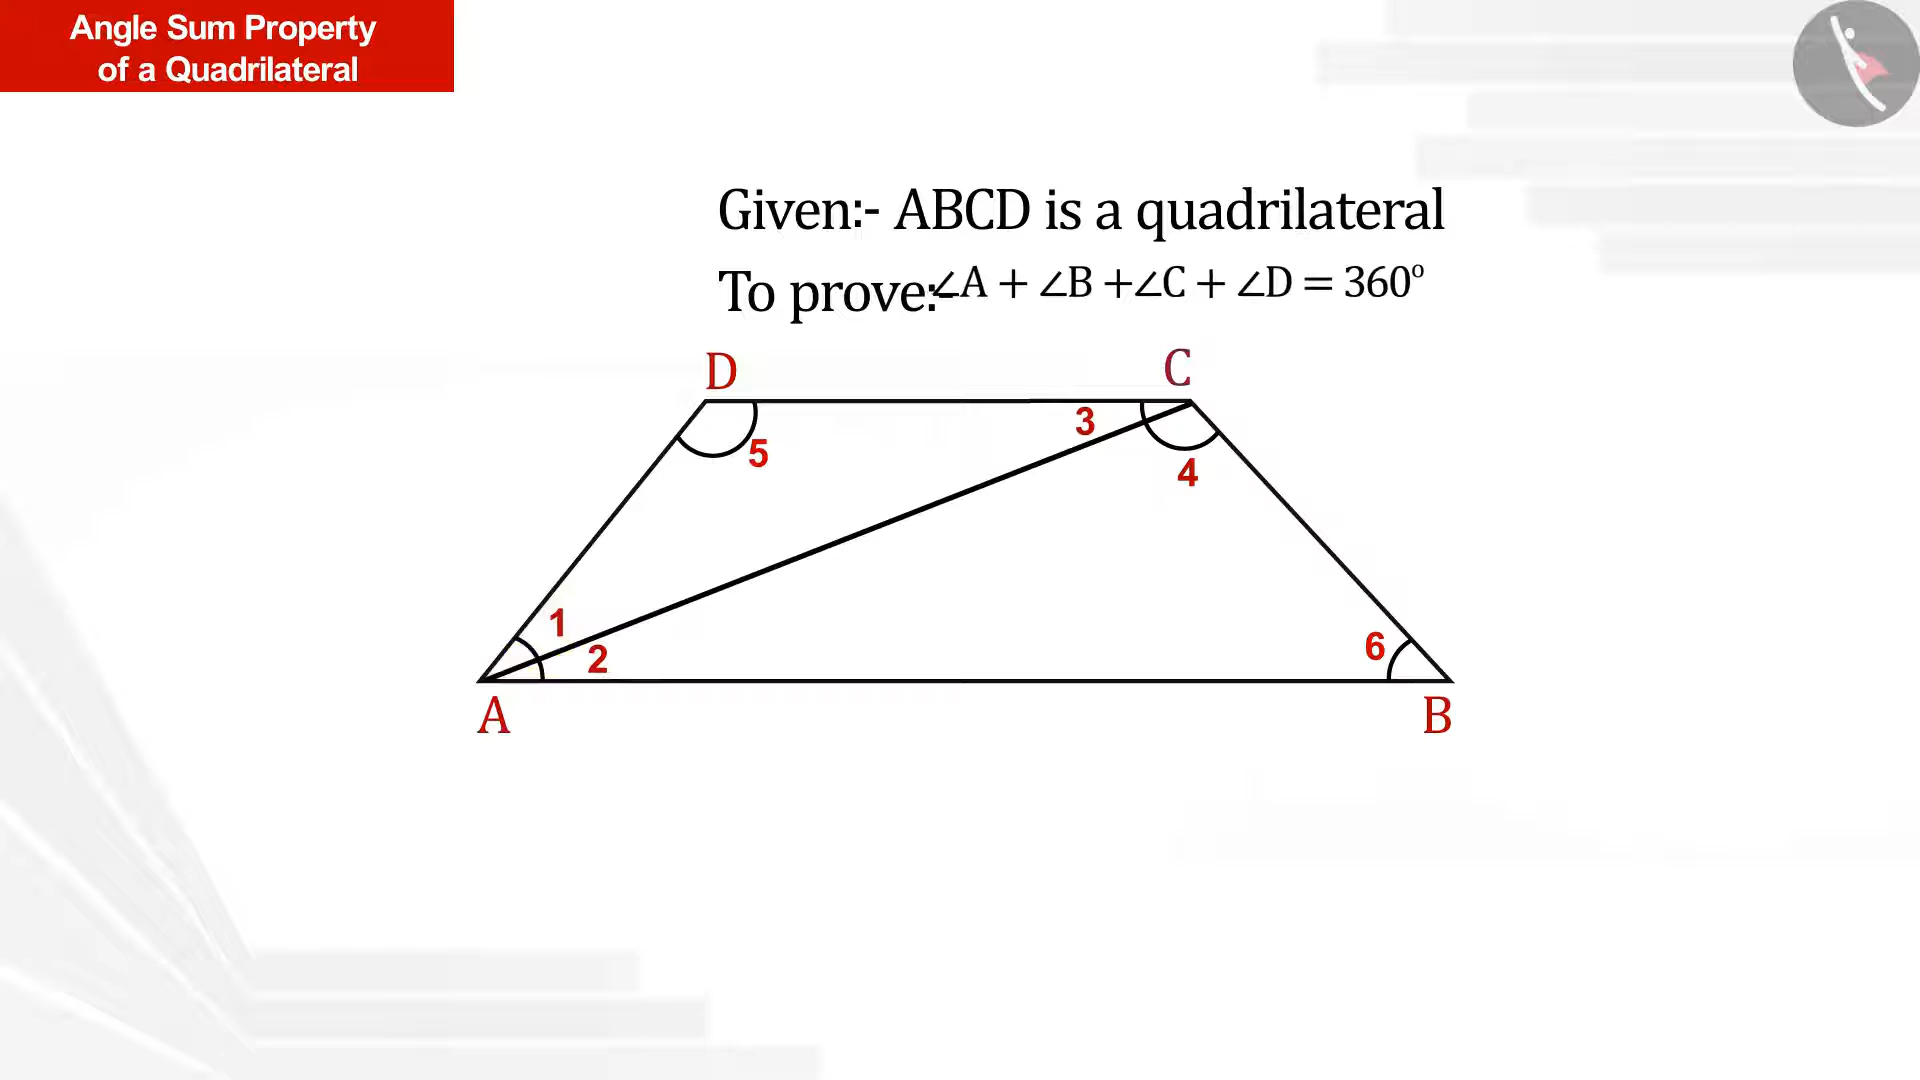 Angle Sum Property
of a Quadrilateral
Given:- ABCD is a quadrilateral
To prove:- ∠A + ∠B +∠C + ∠D = 360°
D
C
3
5
4
1
2
6
A
B